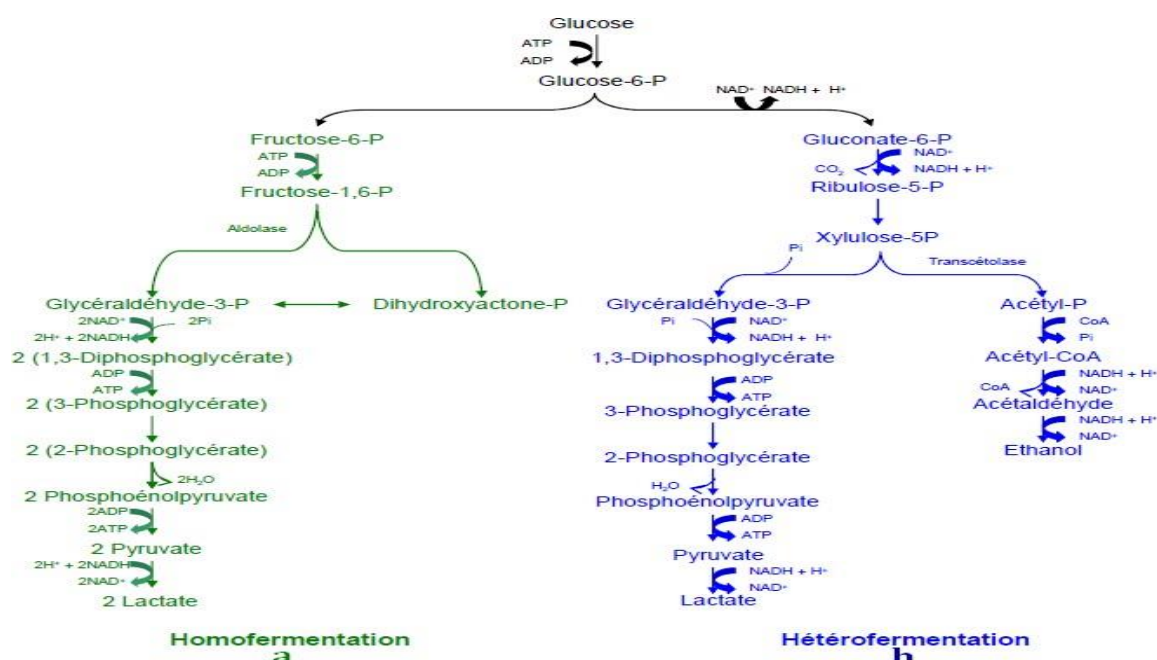 Glucose
ATP
ADP
Glucose-6-P
NAD⁺ NADH + H⁺
Fructose-6-P
ATP
ADP
Fructose-1,6-P
Aldolase
Glycéraldéhyde-3-P
Dihydroxyactone-P
2NAD⁺
2Pi
2H⁺ + 2NADH
2 (1,3-Diphosphoglycérate)
ADP
ATP
2 (3-Phosphoglycérate)
2 (2-Phosphoglycérate)
2H₂O
2 Phosphoénolpyruvate
2ADP
2ATP
2 Pyruvate
2H⁺ + 2NADH
2NAD⁺
2 Lactate
Homofermentation
a
Gluconate-6-P
NAD⁺
CO₂
NADH + H⁺
Ribulose-5-P
Xylulose-5P
Pi
Transcétolase
Glycéraldéhyde-3-P
Pi
NAD⁺
NADH + H⁺
1,3-Diphosphoglycérate
ADP
ATP
3-Phosphoglycérate
2-Phosphoglycérate
H₂O
Phosphoénolpyruvate
ADP
ATP
Pyruvate
NADH + H⁺
NAD⁺
Lactate
Acétyl-P
CoA
Pi
Acétyl-CoA
NADH + H⁺
CoA
NAD⁺
Acétaldéhyde
NADH + H⁺
NAD⁺
Ethanol
Hétérofermentation
b